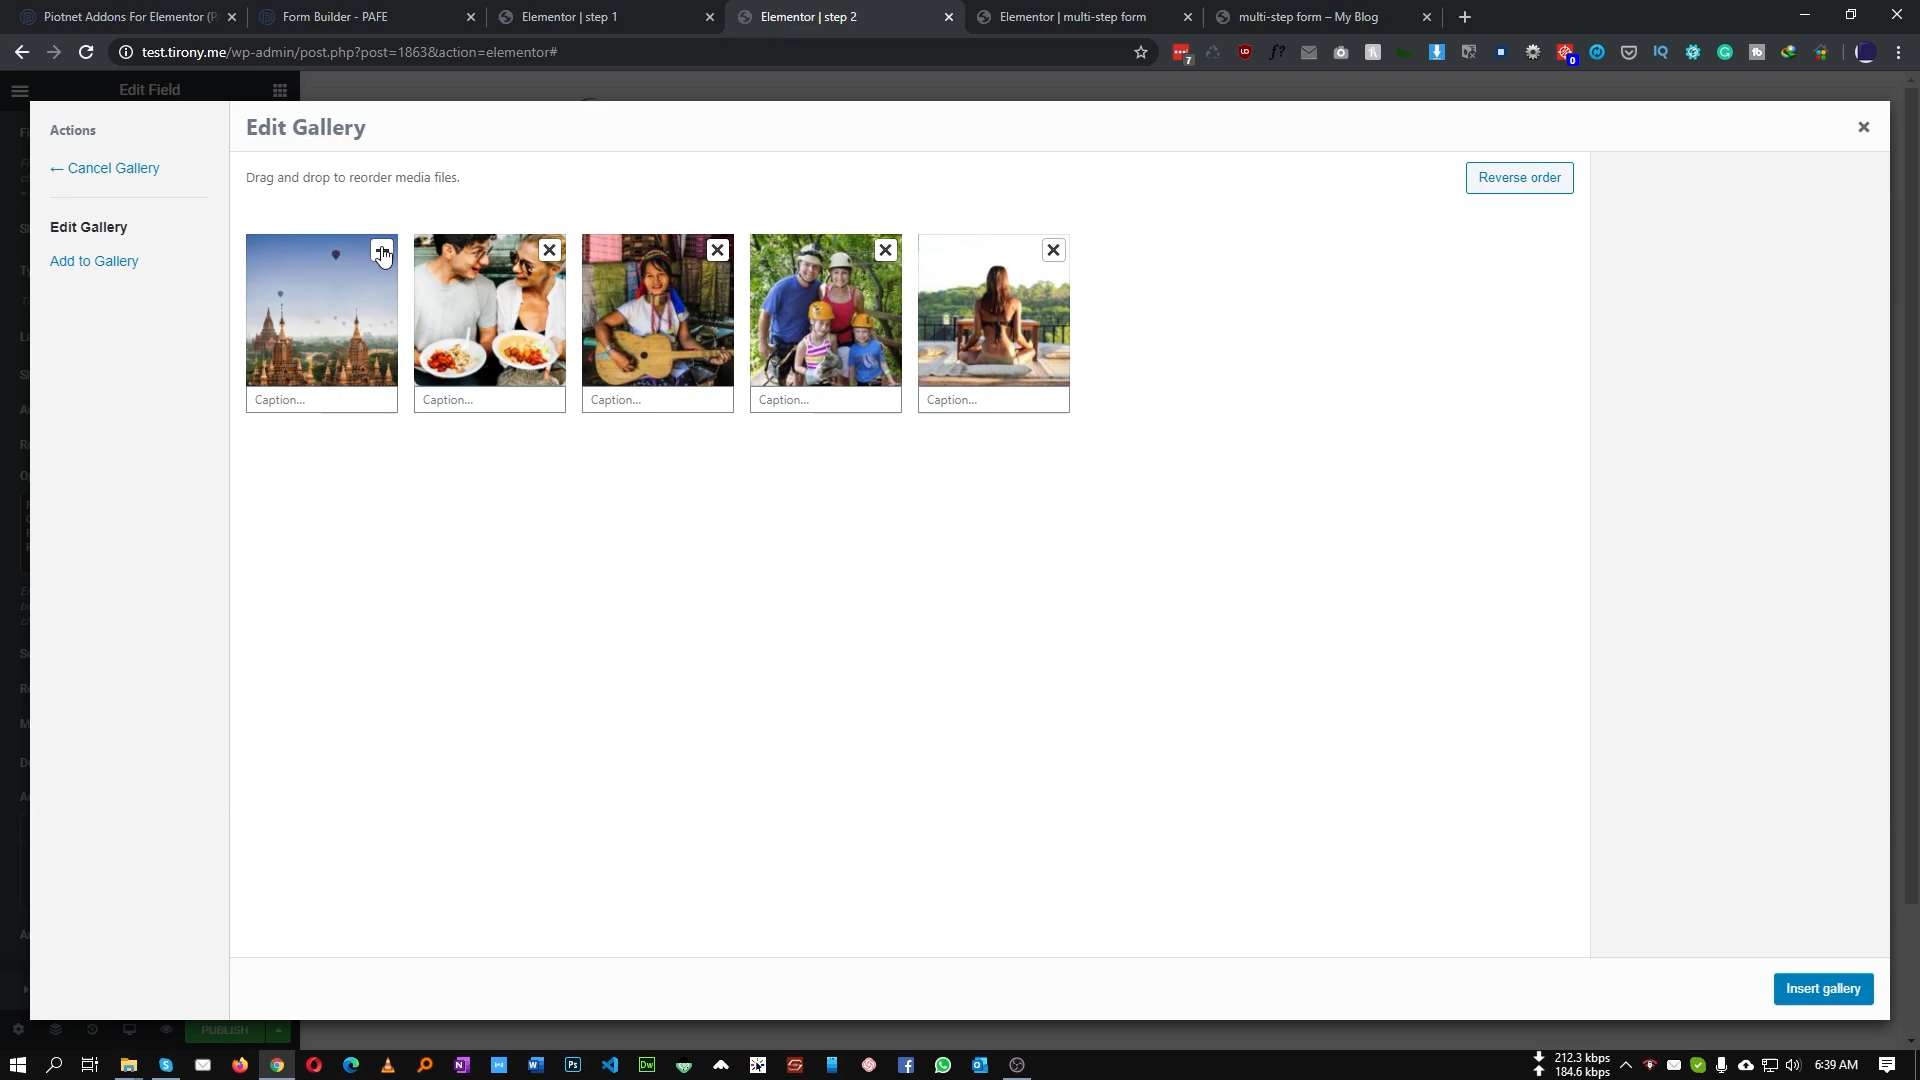 Piotnet Addons For Elementor (P
Form Builder - PAFE
Elementor | step 1
Elementor | step 2
Elementor | multi-step form
multi-step form – My Blog
test.tirony.me/wp-admin/post.php?post=1863&action=elementor#
7
0
Edit Field
Actions
← Cancel Gallery
Edit Gallery
Add to Gallery
Edit Gallery
Drag and drop to reorder media files.
Reverse order
Caption...
Caption...
Caption...
Caption...
Caption...
Insert gallery
PUBLISH
212.3 kbps
184.6 kbps
6:39 AM